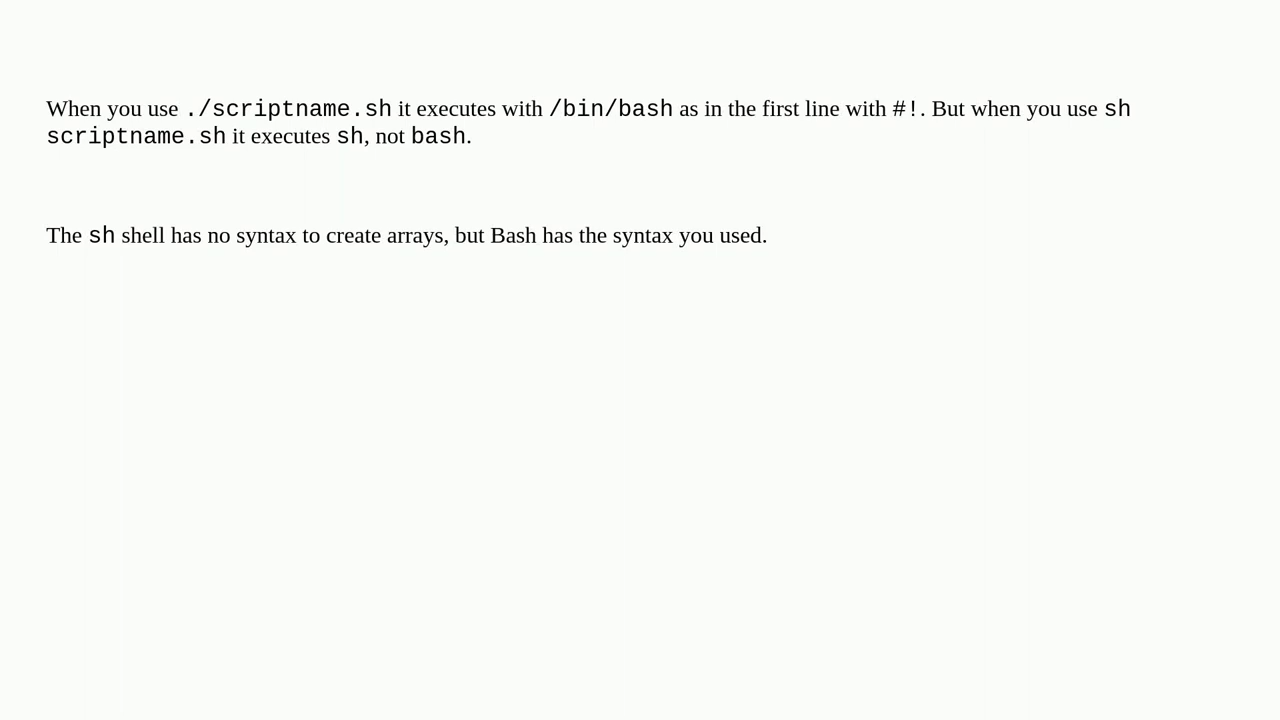 When you use ./scriptname.sh it executes with /bin/bash as in the first line with #!. But when you use sh
scriptname.sh it executes sh, not bash.
The sh shell has no syntax to create arrays, but Bash has the syntax you used.